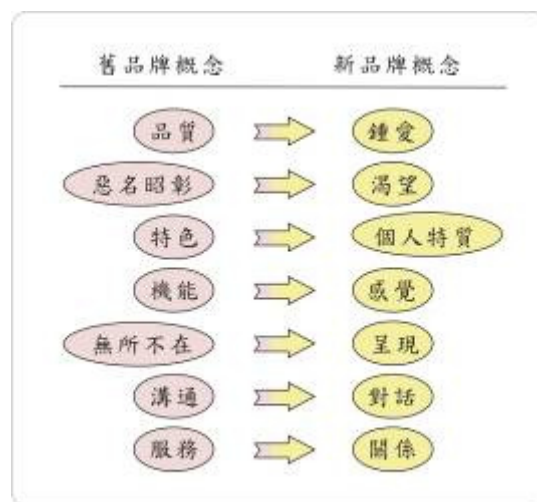 舊品牌概念 新品牌概念
品質 鍾愛
惡名昭彰 渴望
特色 個人特質
機能 感覺
無所不在 呈現
溝通 對話
服務 關係